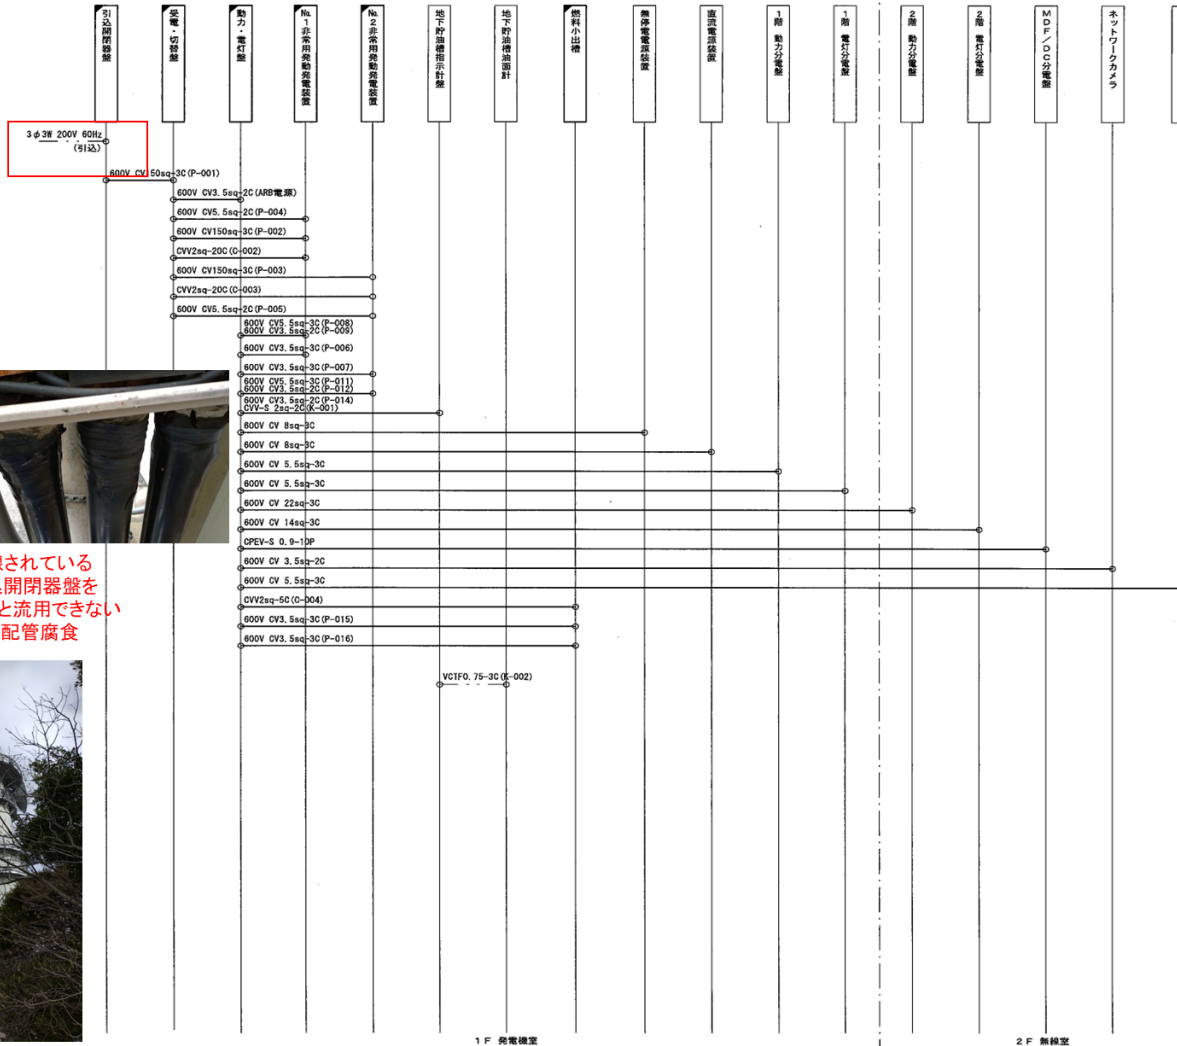 引込開閉器盤
受電・切替盤
動力・電灯盤
№1非常用発動発電装置
№2非常用発動発電装置
地下貯油槽指示計盤
地下貯油槽油面計
燃料小出槽
無停電電源装置
直流電源装置
1階 動力分電盤
1階 電灯分電盤
2階 動力分電盤
2階 電灯分電盤
MDF/DC分電盤
ネットワークカメラ
3φ3W 200V 60Hz
(引込)
600V CV150sq-3C(P-001)
600V CV3.5sq-2C(ARB電源)
600V CV5.5sq-2C(P-004)
600V CV150sq-3C(P-002)
CVV2sq-20C(C-002)
600V CV150sq-3C(P-003)
CVV2sq-20C(C-003)
600V CV5.5sq-2C(P-005)
600V CV5.5sq-3C(P-008)
600V CV3.5sq-2C(P-009)
600V CV3.5sq-3C(P-006)
600V CV3.5sq-3C(P-007)
600V CV5.5sq-3C(P-011)
600V CV3.5sq-2C(P-012)
600V CV3.5sq-2C(P-014)
CVV-S 2sq-2C(K-001)
600V CV 8sq-3C
600V CV 8sq-3C
600V CV 5.5sq-3C
600V CV 5.5sq-3C
600V CV 22sq-3C
600V CV 14sq-3C
CPEV-S 0.9-10P
600V CV 3.5sq-2C
600V CV 5.5sq-3C
CVV2sq-5C(C-004)
600V CV3.5sq-3C(P-015)
600V CV3.5sq-3C(P-016)
VCTF0.75-3C(K-002)
されている
開閉器盤を
と流用できない
配管腐食
1F 発電機室
2F 無線室